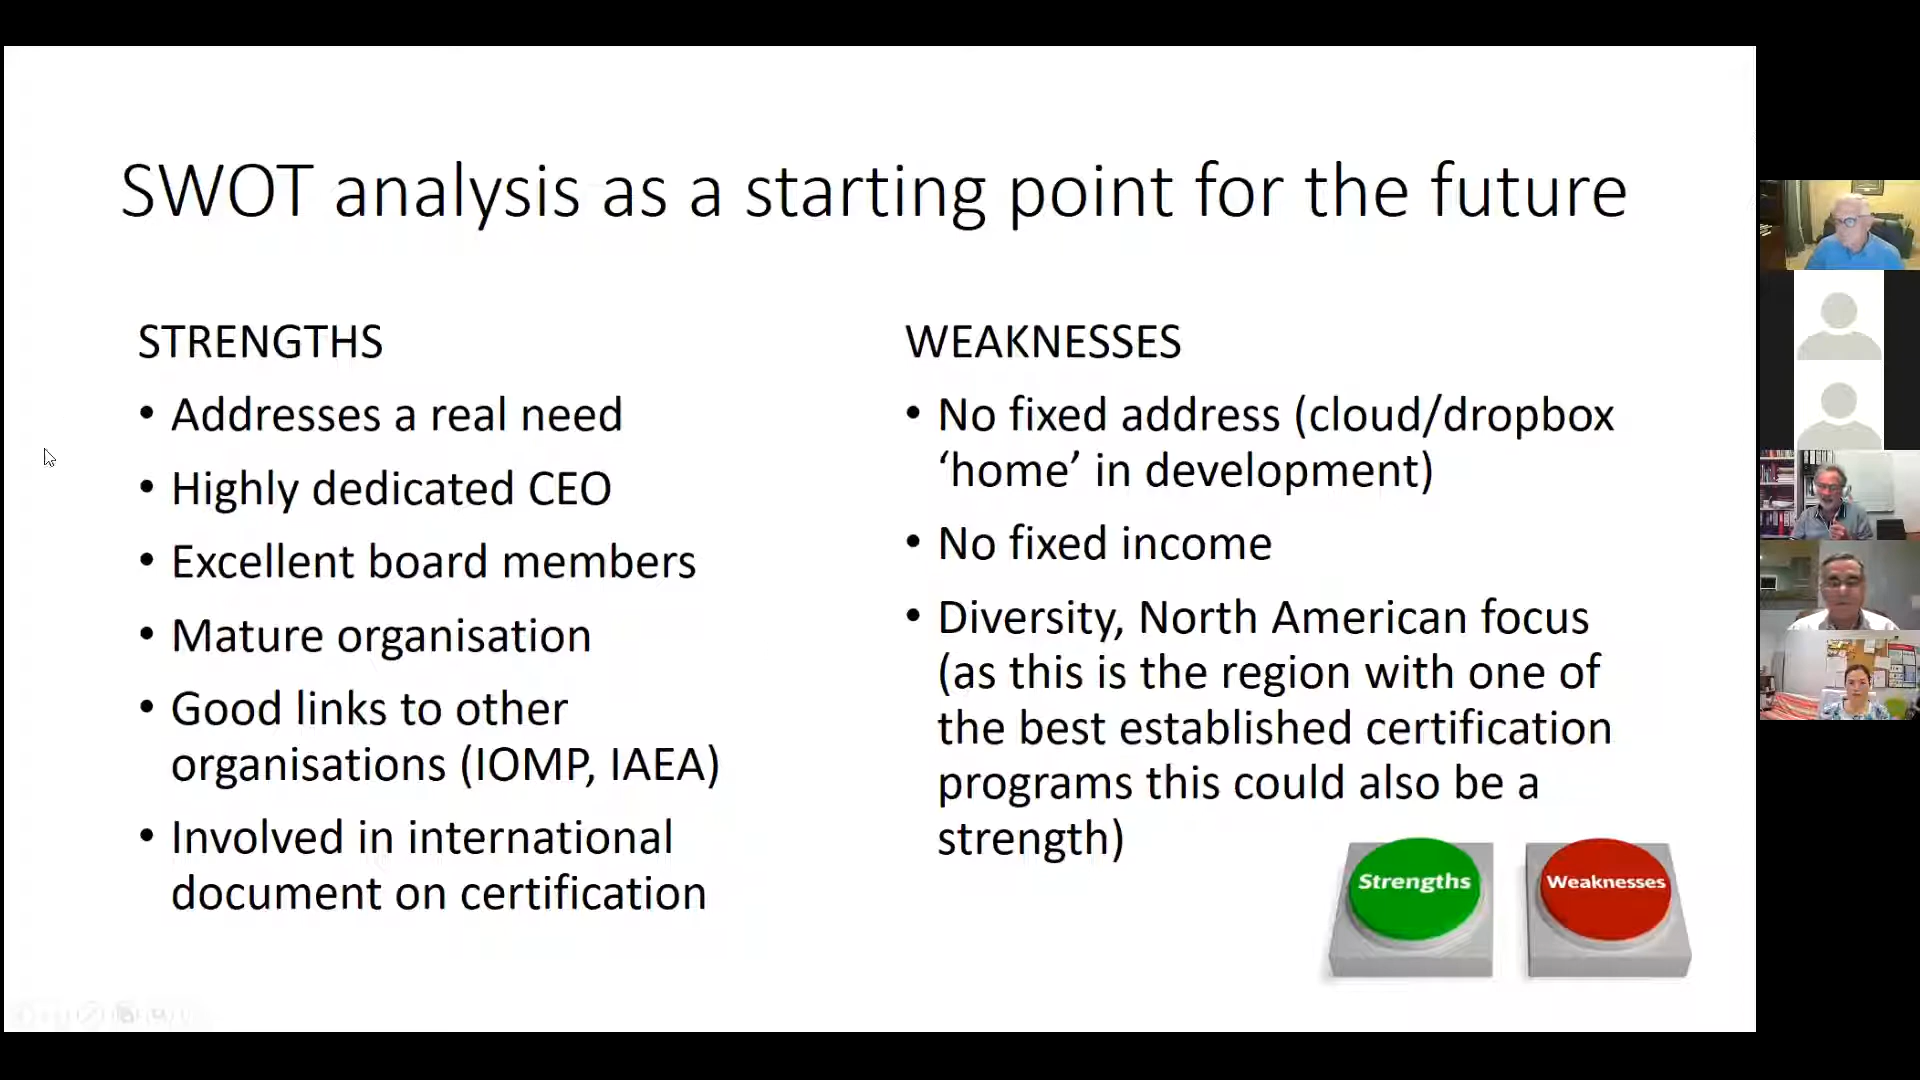 SWOT analysis as a starting point for the future
STRENGTHS
• Addresses a real need
• Highly dedicated CEO
• Excellent board members
• Mature organisation
• Good links to other
organisations (IOMP, IAEA)
• Involved in international
document on certification
WEAKNESSES
• No fixed address (cloud/dropbox
‘home’ in development)
• No fixed income
• Diversity, North American focus
(as this is the region with one of
the best established certification
programs this could also be a
strength)
Strengths
Weaknesses